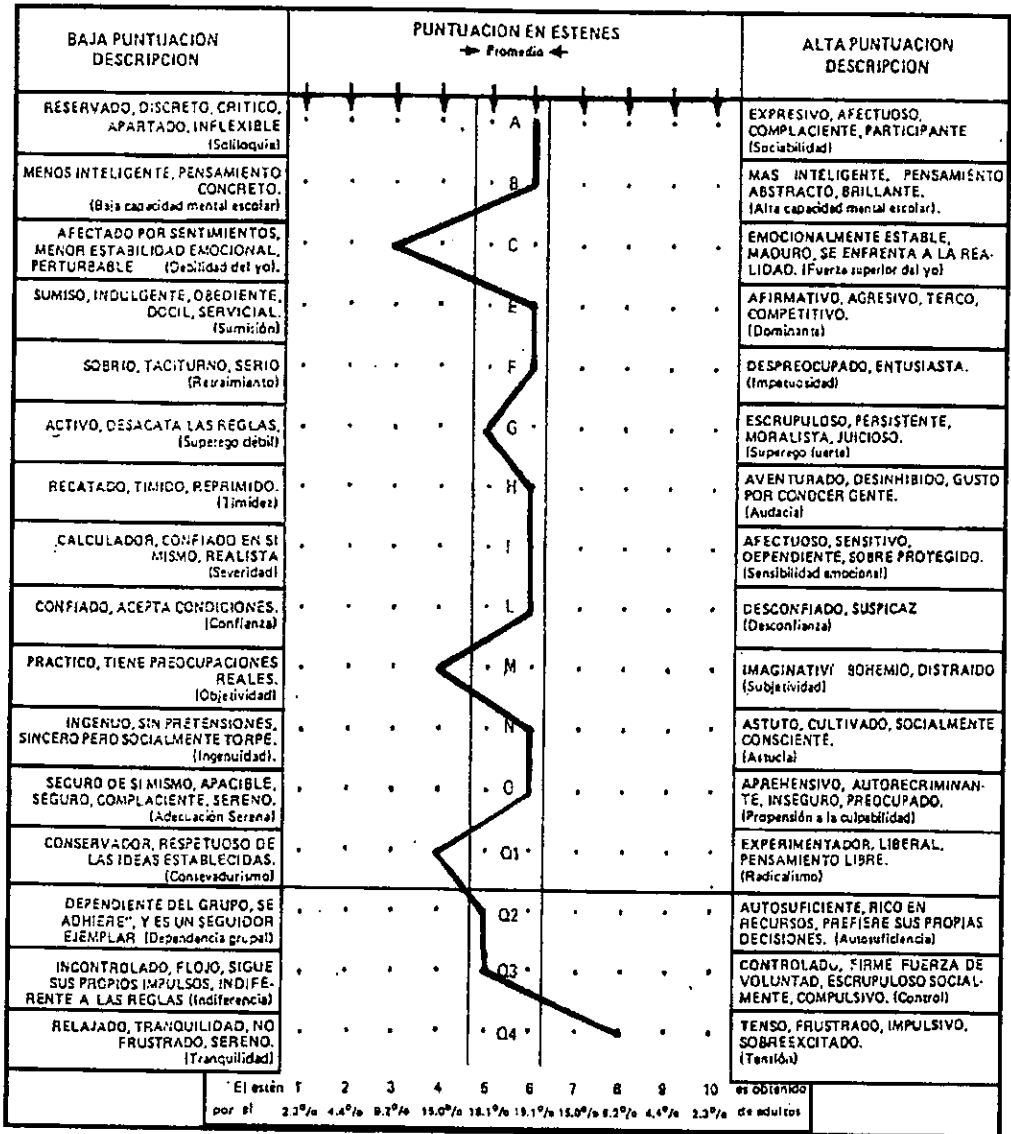 BAJA PUNTUACION
DESCRIPCION
PUNTUACION EN ESTENES
Promedio
ALTA PUNTUACION
DESCRIPCION
RESERVADO, DISCRETO, CRITICO,
APARTADO, INFLEXIBLE
(Soliloquia)
A
EXPRESIVO, AFECTUOSO,
COMPLACIENTE, PARTICIPANTE
(Sociabilidad)
MENOS INTELIGENTE, PENSAMIENTO
CONCRETO.
(Baja capacidad mental escolar)
B
MAS INTELIGENTE, PENSAMIENTO
ABSTRACTO, BRILLANTE.
(Alta capacidad mental escolar).
AFECTADO POR SENTIMIENTOS,
MENOR ESTABILIDAD EMOCIONAL,
PERTURBABLE (Debilidad del yo).
C
EMOCIONALMENTE ESTABLE,
MADURO, SE ENFRENTA A LA REA-
LIDAD. (Fuerza superior del yo)
SUMISO, INDULGENTE, OBEDIENTE,
DOCIL, SERVICIAL.
(Sumisión)
E
AFIRMATIVO, AGRESIVO, TERCO,
COMPETITIVO.
(Dominante)
SOBRIO, TACITURNO, SERIO
(Retraimiento)
F
DESPREOCUPADO, ENTUSIASTA.
(Impetuosidad)
ACTIVO, DESACATA LAS REGLAS,
(Superego débil)
G
ESCRUPULOSO, PERSISTENTE,
MORALISTA, JUICIOSO.
(Superego fuerte)
RECATADO, TIMIDO, REPRIMIDO.
(Timidez)
H
AVENTURADO, DESINHIBIDO, GUSTO
POR CONOCER GENTE.
(Audacia)
CALCULADOR, CONFIADO EN SI
MISMO, REALISTA
(Severidad)
I
AFECTUOSO, SENSITIVO,
DEPENDIENTE, SOBRE PROTEGIDO.
(Sensibilidad emocional)
CONFIADO, ACEPTA CONDICIONES.
(Confianza)
L
DESCONFIADO, SUSPICAZ
(Desconfianza)
PRACTICO, TIENE PREOCUPACIONES
REALES.
(Objetividad)
M
IMAGINATIVI BOHEMIO, DISTRAIDO
(Subjetividad)
INGENUO, SIN PRETENSIONES,
SINCERO PERO SOCIALMENTE TORPE.
(Ingenuidad).
N
ASTUTO, CULTIVADO, SOCIALMENTE
CONSCIENTE.
(Astucia)
SEGURO DE SI MISMO, APACIBLE,
SEGURO, COMPLACIENTE, SERENO.
(Adecuación Serena)
O
APREHENSIVO, AUTORECRIMINAN-
TE, INSEGURO, PREOCUPADO.
(Propensión a la culpabilidad)
CONSERVADOR, RESPETUOSO DE
LAS IDEAS ESTABLECIDAS.
(Consevadurismo)
Q1
EXPERIMENTADOR, LIBERAL,
PENSAMIENTO LIBRE.
(Radicalismo)
DEPENDIENTE DEL GRUPO, SE
ADHIERE", Y ES UN SEGUIDOR
EJEMPLAR (Dependencia grupal)
Q2
AUTOSUFICIENTE, RICO EN
RECURSOS, PREFIERE SUS PROPIAS
DECISIONES. (Autosuficiencia)
INCONTROLADO, FLOJO, SIGUE
SUS PROPIOS IMPULSOS, INDIFE-
RENTE A LAS REGLAS (Indiferencia)
Q3
CONTROLADO, FIRME FUERZA DE
VOLUNTAD, ESCRUPULOSO SOCIAL-
MENTE, COMPULSIVO. (Control)
RELAJADO, TRANQUILIDAD, NO
FRUSTRADO, SERENO.
(Tranquilidad)
Q4
TENSO, FRUSTRADO, IMPULSIVO,
SOBREEXCITADO.
(Tensión)
El estén 1 2 3 4 5 6 7 8 9 10 es obtenido
por el 2.3% 4.4% 9.2% 15.0% 19.1% 19.1% 15.0% 9.2% 4.4% 2.3% de adultos